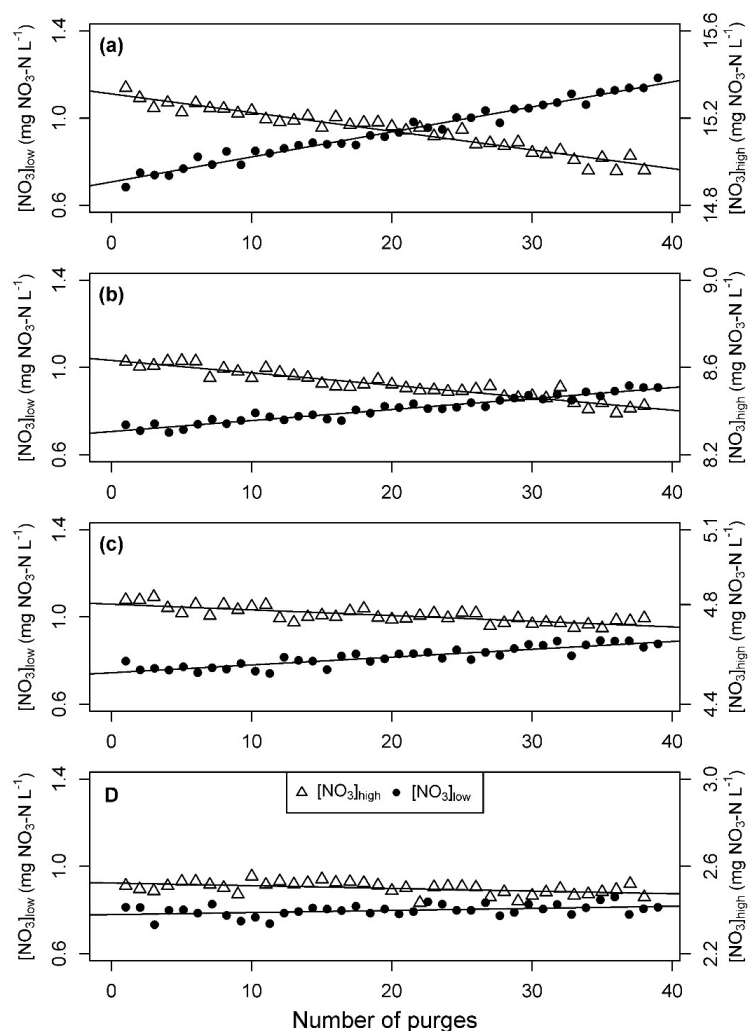 (a)
[NO₃]low (mg NO₃-N L⁻¹)
0.6 1.0 1.4
[NO₃]high (mg NO₃-N L⁻¹)
14.8 15.2 15.6
0 10 20 30 40
(b)
[NO₃]low (mg NO₃-N L⁻¹)
0.6 1.0 1.4
[NO₃]high (mg NO₃-N L⁻¹)
8.2 8.6 9.0
0 10 20 30 40
(c)
[NO₃]low (mg NO₃-N L⁻¹)
0.6 1.0 1.4
[NO₃]high (mg NO₃-N L⁻¹)
4.4 4.8 5.1
0 10 20 30 40
D
[NO₃]high [NO₃]low
[NO₃]low (mg NO₃-N L⁻¹)
0.6 1.0 1.4
[NO₃]high (mg NO₃-N L⁻¹)
2.2 2.6 3.0
0 10 20 30 40
Number of purges